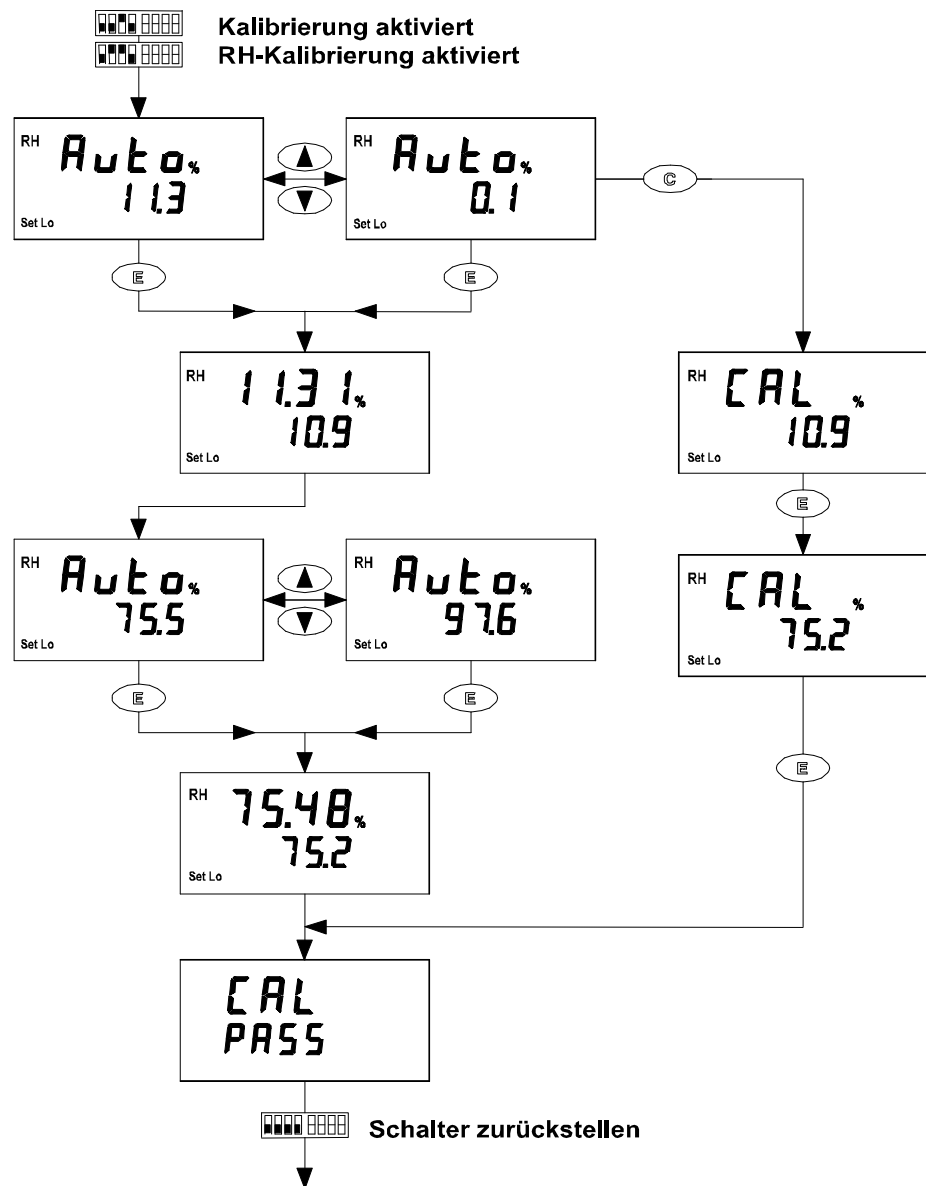 Kalibrierung aktiviert
RH-Kalibrierung aktiviert
RH Auto%
11.3
Set Lo
RH Auto%
0.1
Set Lo
C
E
E
RH 11.31%
10.9
Set Lo
RH CAL %
10.9
Set Lo
E
RH Auto%
75.5
Set Lo
RH Auto%
97.6
Set Lo
RH CAL %
75.2
Set Lo
E
E
E
RH 75.48%
75.2
Set Lo
CAL
PASS
Schalter zurückstellen